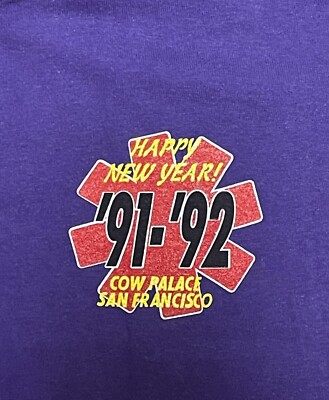 HAPPY
NEW YEAR!
'91-'92
COW PALACE
SAN FRANCISCO